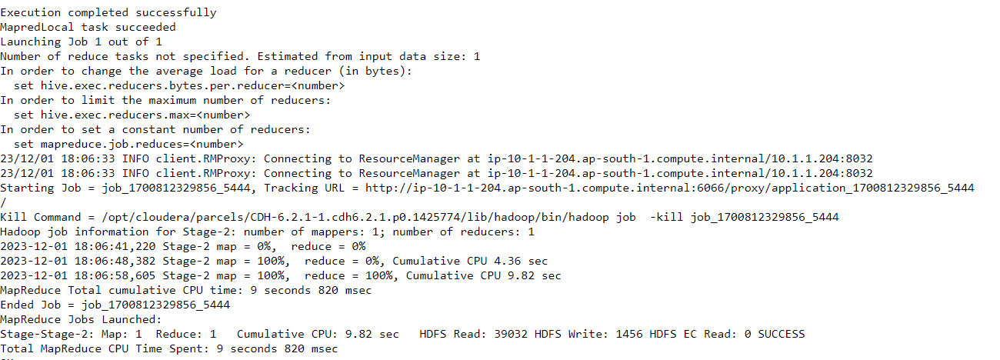 Execution completed successfully
MapredLocal task succeeded
Launching Job 1 out of 1
Number of reduce tasks not specified. Estimated from input data size: 1
In order to change the average load for a reducer (in bytes):
  set hive.exec.reducers.bytes.per.reducer=<number>
In order to limit the maximum number of reducers:
  set hive.exec.reducers.max=<number>
In order to set a constant number of reducers:
  set mapreduce.job.reduces=<number>
23/12/01 18:06:33 INFO client.RMProxy: Connecting to ResourceManager at ip-10-1-1-204.ap-south-1.compute.internal/10.1.1.204:8032
23/12/01 18:06:33 INFO client.RMProxy: Connecting to ResourceManager at ip-10-1-1-204.ap-south-1.compute.internal/10.1.1.204:8032
Starting Job = job_1700812329856_5444, Tracking URL = http://ip-10-1-1-204.ap-south-1.compute.internal:6066/proxy/application_1700812329856_5444
/
Kill Command = /opt/cloudera/parcels/CDH-6.2.1-1.cdh6.2.1.p0.1425774/lib/hadoop/bin/hadoop job  -kill job_1700812329856_5444
Hadoop job information for Stage-2: number of mappers: 1; number of reducers: 1
2023-12-01 18:06:41,220 Stage-2 map = 0%,  reduce = 0%
2023-12-01 18:06:48,382 Stage-2 map = 100%,  reduce = 0%, Cumulative CPU 4.36 sec
2023-12-01 18:06:58,605 Stage-2 map = 100%,  reduce = 100%, Cumulative CPU 9.82 sec
MapReduce Total cumulative CPU time: 9 seconds 820 msec
Ended Job = job_1700812329856_5444
MapReduce Jobs Launched:
Stage-Stage-2: Map: 1  Reduce: 1   Cumulative CPU: 9.82 sec   HDFS Read: 39032 HDFS Write: 1456 HDFS EC Read: 0 SUCCESS
Total MapReduce CPU Time Spent: 9 seconds 820 msec